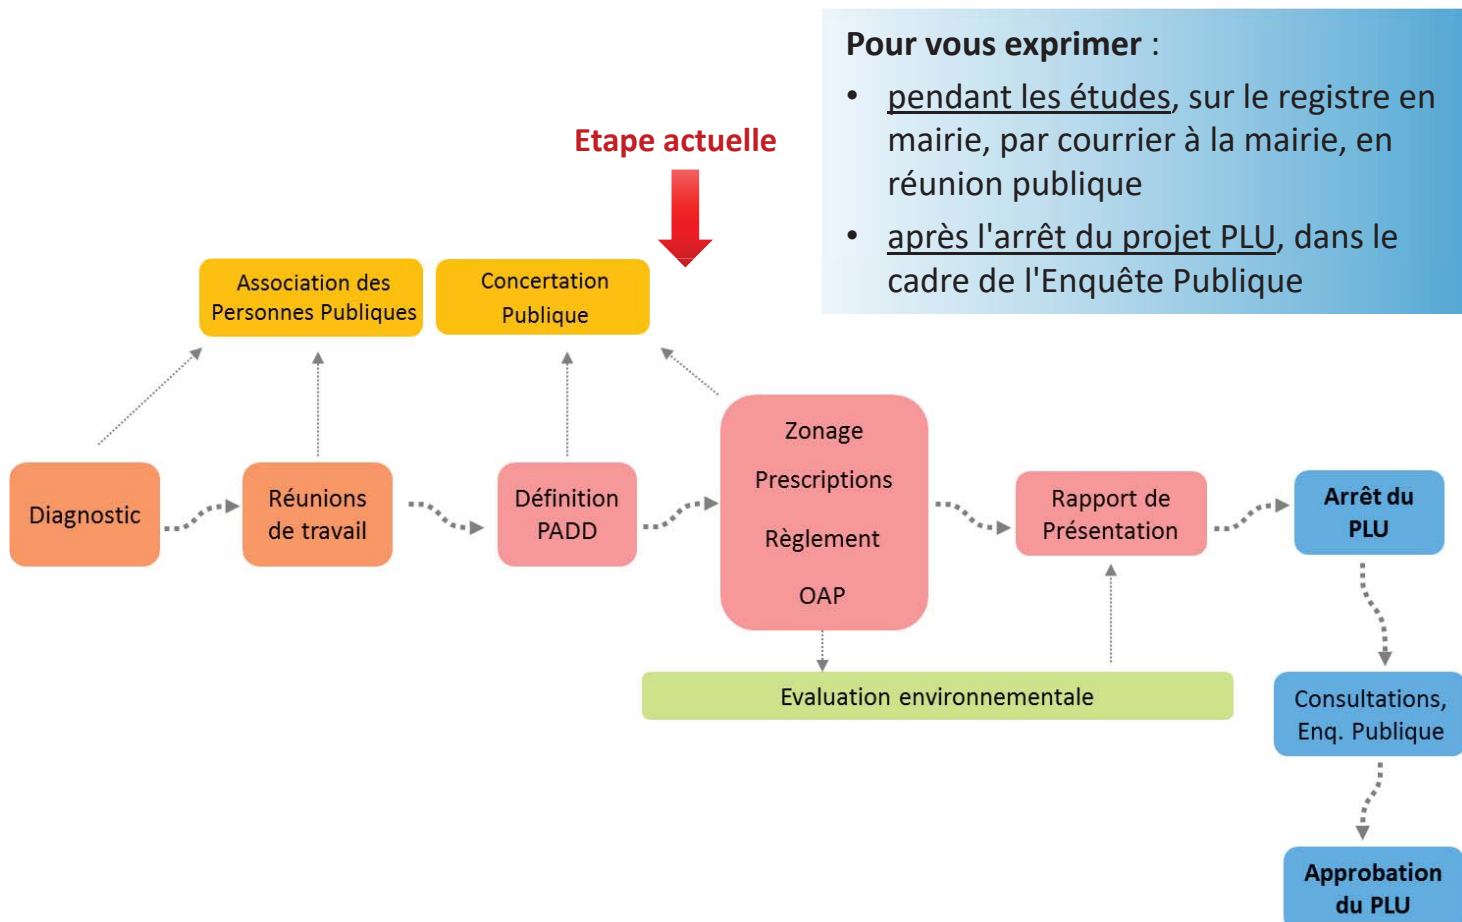 Pour vous exprimer :
• pendant les études, sur le registre en
mairie, par courrier à la mairie, en
réunion publique
• après l'arrêt du projet PLU, dans le
cadre de l'Enquête Publique
Etape actuelle
Association des
Personnes Publiques
Concertation
Publique
Diagnostic
Réunions
de travail
Définition
PADD
Zonage
Prescriptions
Règlement
OAP
Rapport de
Présentation
Arrêt du
PLU
Evaluation environnementale
Consultations,
Enq. Publique
Approbation
du PLU